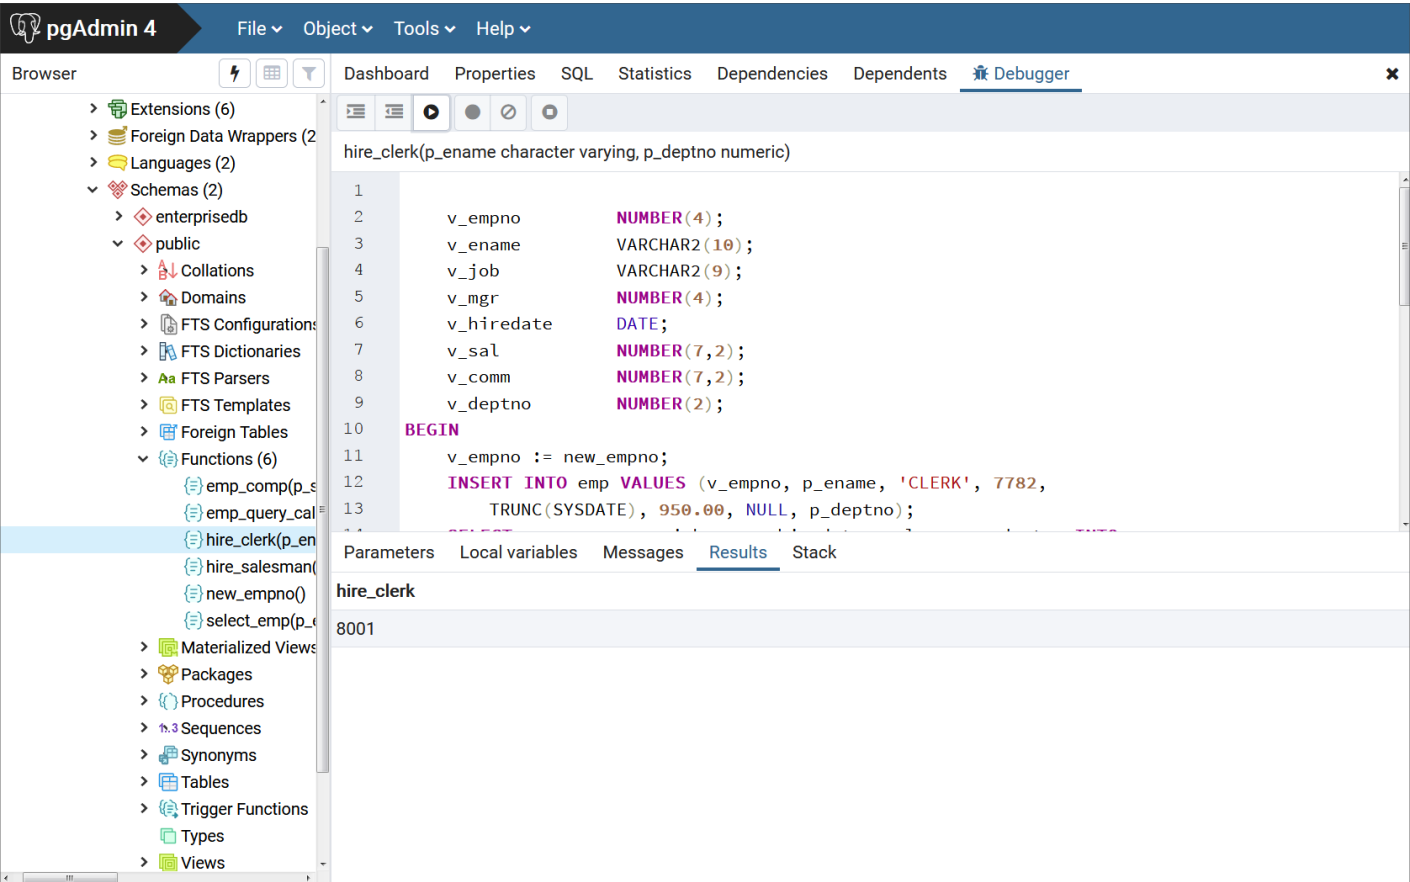 pgAdmin 4
File Object Tools Help
Browser
Dashboard Properties SQL Statistics Dependencies Dependents Debugger
Extensions (6)
Foreign Data Wrappers (2
Languages (2)
Schemas (2)
enterprisedb
public
Collations
Domains
FTS Configurations
FTS Dictionaries
Aa FTS Parsers
FTS Templates
Foreign Tables
Functions (6)
emp_comp(p_s
emp_query_cal
hire_clerk(p_en
hire_salesman(
new_empno()
select_emp(p_e
Materialized Views
Packages
Procedures
1..3 Sequences
Synonyms
Tables
Trigger Functions
Types
Views
hire_clerk(p_ename character varying, p_deptno numeric)
1
2 v_empno NUMBER(4);
3 v_ename VARCHAR2(10);
4 v_job VARCHAR2(9);
5 v_mgr NUMBER(4);
6 v_hiredate DATE;
7 v_sal NUMBER(7,2);
8 v_comm NUMBER(7,2);
9 v_deptno NUMBER(2);
10 BEGIN
11 v_empno := new_empno;
12 INSERT INTO emp VALUES (v_empno, p_ename, 'CLERK', 7782,
13 TRUNC(SYSDATE), 950.00, NULL, p_deptno);
Parameters Local variables Messages Results Stack
hire_clerk
8001